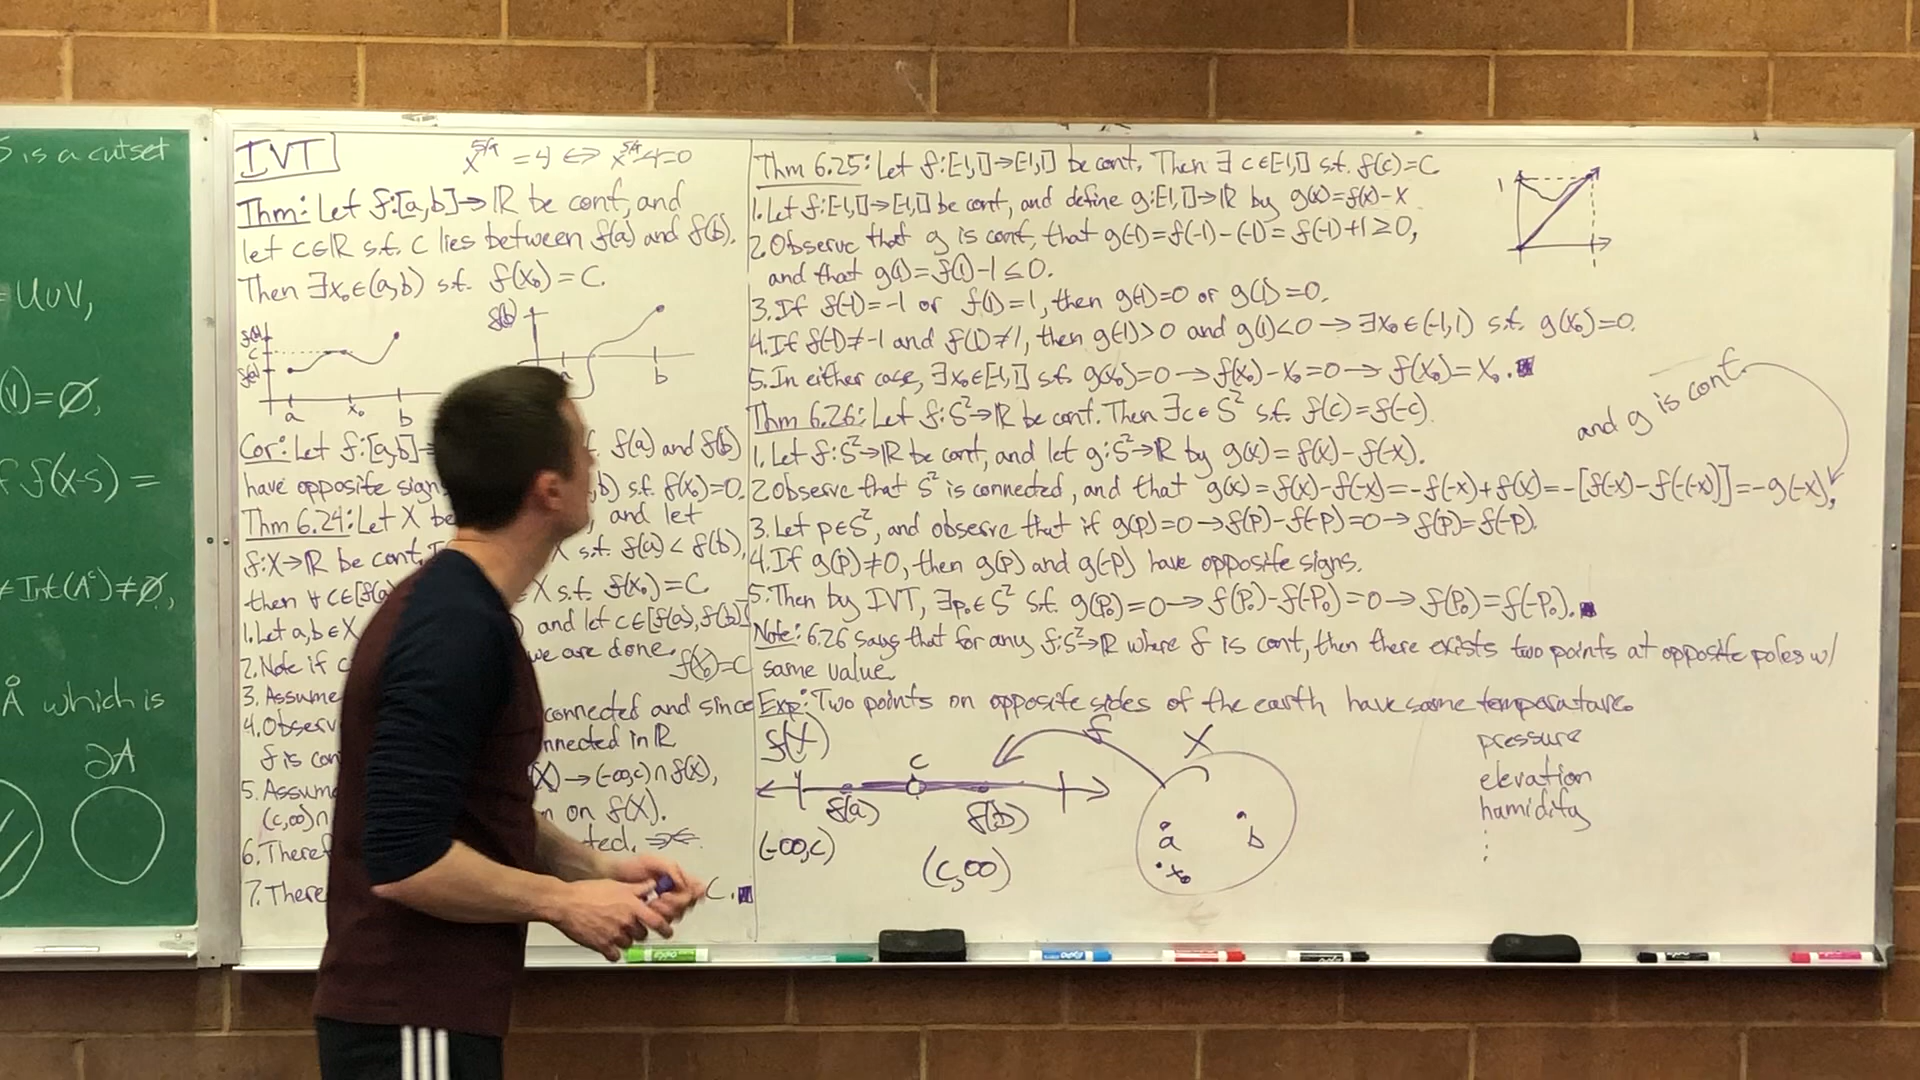 S is a cutset
= U∪V,
(V)=∅,
f f(x-s) =
≠ Int(Aᶜ)≠∅,
Å which is
∂A
IVT
x^5/4 = 4 ⟺ x^5/4-4=0
Thm: Let f:[a,b]→ℝ be cont, and
let c∈ℝ s.t. c lies between f(a) and f(b).
Then ∃x₀∈(a,b) s.t. f(x₀)=C.
f(b)
c
f(a)
a x₀ b
f(b)
a
b
Cor: Let f:[a,b]→ f(a) and f(b)
have opposite sign b) s.t. f(x₀)=0.
Thm 6.24: Let X be , and let
f:X→ℝ be cont. X s.t. f(a)<f(b),
then ∀ c∈[f(a) X s.t. f(x₀)=C
1. Let a,b∈X and let c∈[f(a),f(b)]
2. Note if c we are done. f(x₀)=C
3. Assume connected and since
4. Observ nnected in ℝ
f is con (X)→(-∞,c)∩f(X),
5. Assum n on f(X).
(c,∞)∩
6. Theref ted.
7. There C.
Thm 6.25: Let f:[-1,1]→[-1,1] be cont. Then ∃ c∈[-1,1] s.t. f(c)=C.
1. Let f:[-1,1]→[-1,1] be cont, and define g:[-1,1]→ℝ by g(x)=f(x)-X
2. Observe that g is cont, that g(-1)=f(-1)-(-1)=f(-1)+1≥0,
and that g(1)=f(1)-1≤0.
3. If f(-1)=-1 or f(1)=1, then g(-1)=0 or g(1)=0.
4. If f(-1)≠-1 and f(1)≠1, then g(-1)>0 and g(1)<0→∃x₀∈(-1,1) s.t. g(x₀)=0.
5. In either case, ∃x₀∈[-1,1] s.t. g(x₀)=0→f(x₀)-x₀=0→f(x₀)=x₀.
1
Thm 6.26: Let f:S²→ℝ be cont. Then ∃c∈S² s.t. f(c)=f(-c).
and g is cont.
1. Let f:S²→ℝ be cont, and let g:S²→ℝ by g(x)=f(x)-f(-x).
2. Observe that S² is connected, and that g(x)=f(x)-f(-x)=-f(-x)+f(x)=-[f(-x)-f(-(-x))]=-g(-x),
3. Let p∈S², and observe that if g(p)=0→f(p)-f(-p)=0→f(p)=f(-p).
4. If g(p)≠0, then g(p) and g(-p) have opposite signs.
5. Then by IVT, ∃p₀∈S² s.t. g(p₀)=0→f(p₀)-f(-p₀)=0→f(p₀)=f(-p₀).
Note: 6.26 says that for any f:S²→ℝ where f is cont, then there exists two points at opposite poles w/
same value.
Exp: Two points on opposite sides of the earth have same temperature.
pressure
elevation
humidity
⋮
f(X)
f
X
c
f(a) f(b)
(-∞,c) (c,∞)
a b
x₀